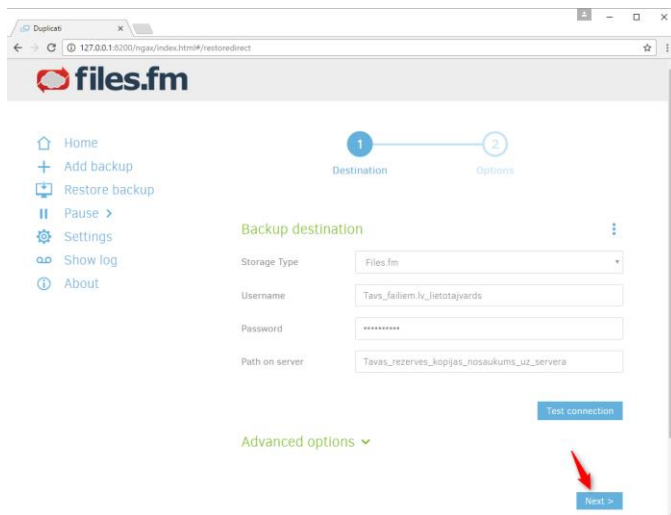 Duplicati
127.0.0.1:8200/ngax/index.html#/restoredirect
files.fm
Home
Add backup
Restore backup
Pause >
Settings
Show log
About
1
2
Destination
Options
Backup destination
Storage Type
Files.fm
Username
Tavs_failiem.lv_lietotajvards
Password
••••••••••
Path on server
Tavas_rezerves_kopijas_nosaukums_uz_servera
Test connection
Advanced options
Next >